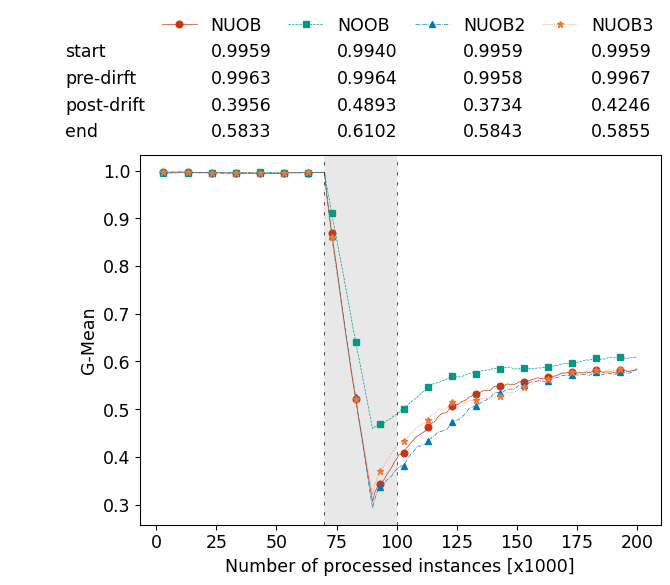 NUOB NOOB NUOB2 NUOB3
start 0.9959 0.9940 0.9959 0.9959
pre-dirft 0.9963 0.9964 0.9958 0.9967
post-drift 0.3956 0.4893 0.3734 0.4246
end 0.5833 0.6102 0.5843 0.5855
1.0
0.9
0.8
0.7
0.6
0.5
0.4
0.3
G-Mean
0 25 50 75 100 125 150 175 200
Number of processed instances [x1000]